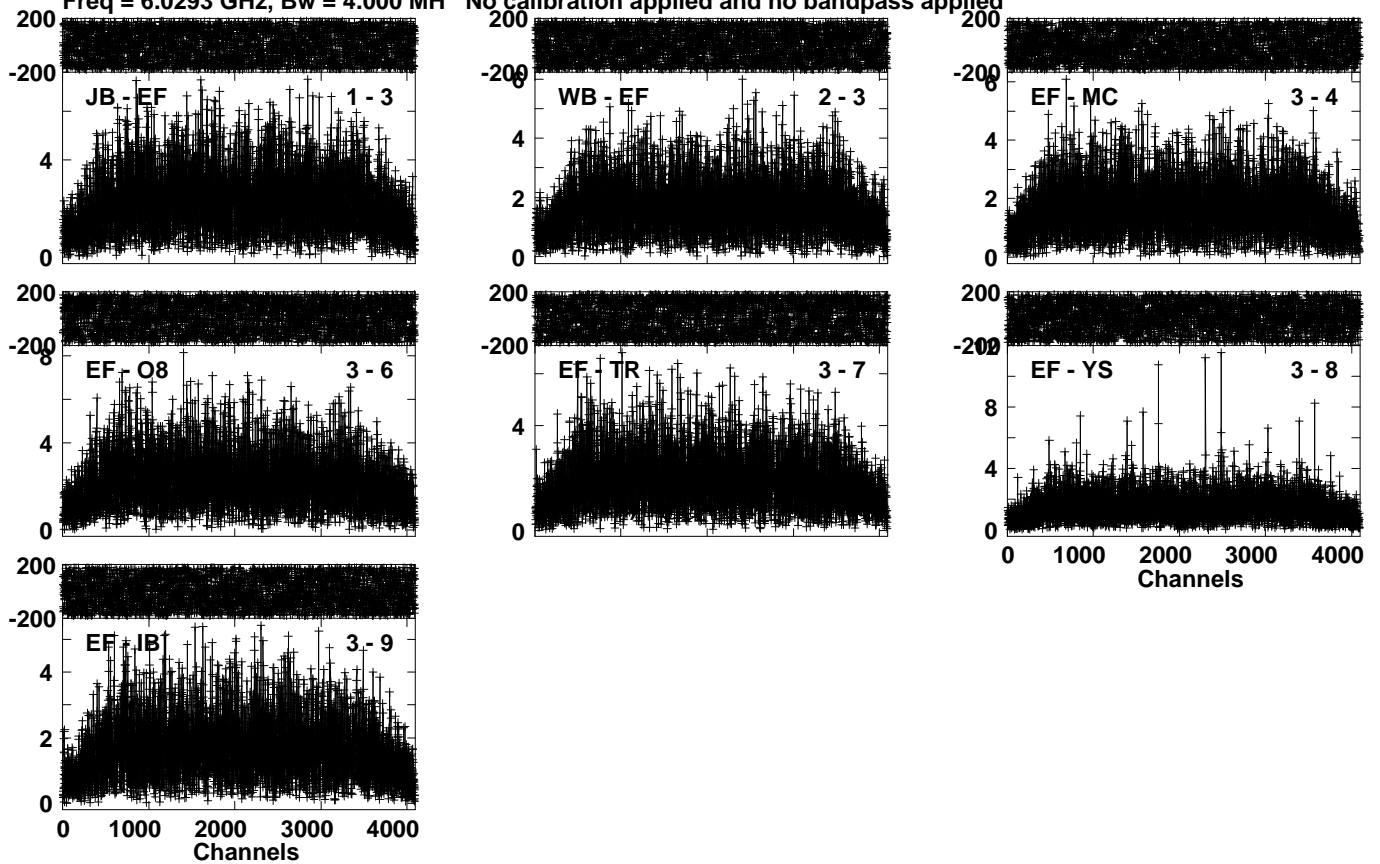 Freq = 6.0293 GHz, Bw = 4.000 MH No calibration applied and no bandpass applied
200 200 200
-200 -200 -200
6 6
JB - EF 1 - 3 WB - EF 2 - 3 EF - MC 3 - 4
4 4 4
2 2
0 0 0
200 200 200
-200 -200 -200
8 12
EF - O8 3 - 6 EF - TR 3 - 7 EF - YS 3 - 8
8
4 4 4
0 0 0
0 1000 2000 3000 4000
Channels
200
-200
EF - IB 3 - 9
4
2
0
0 1000 2000 3000 4000
Channels